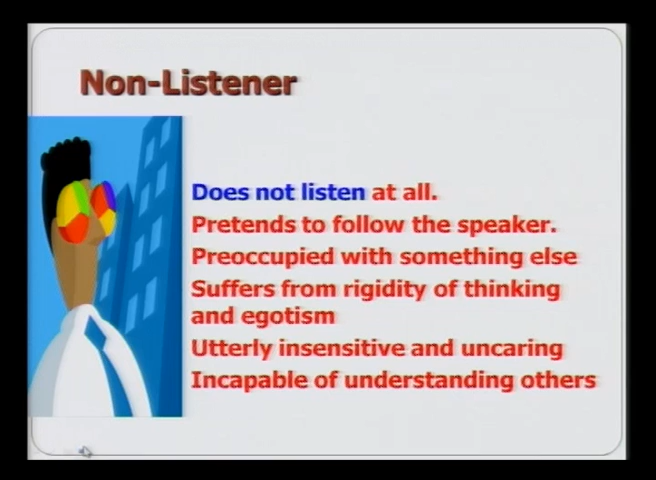 Non-Listener
Does not listen at all.
Pretends to follow the speaker.
Preoccupied with something else
Suffers from rigidity of thinking
and egotism
Utterly insensitive and uncaring
Incapable of understanding others